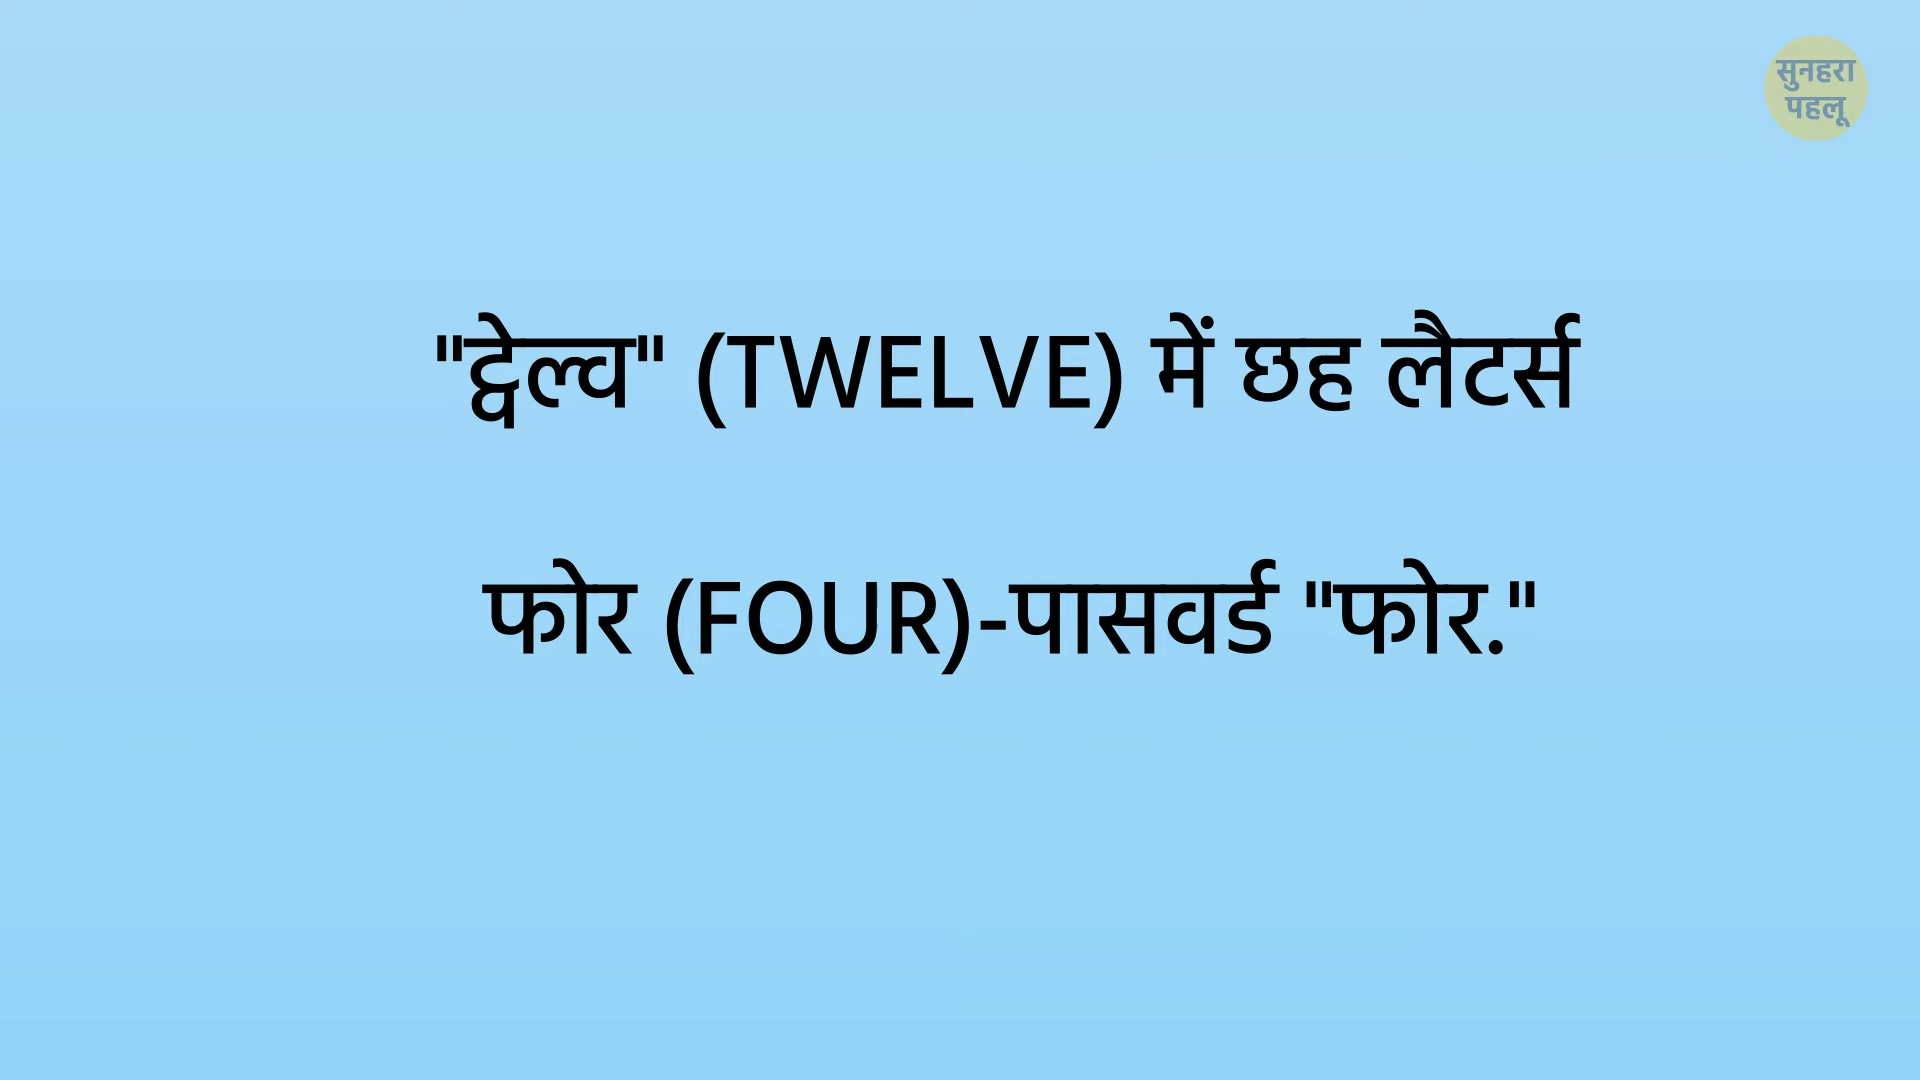 सुनहरा
पहलू
"ट्वेल्व" (TWELVE) में छह लैटर्स
फोर (FOUR)-पासवर्ड "फोर."